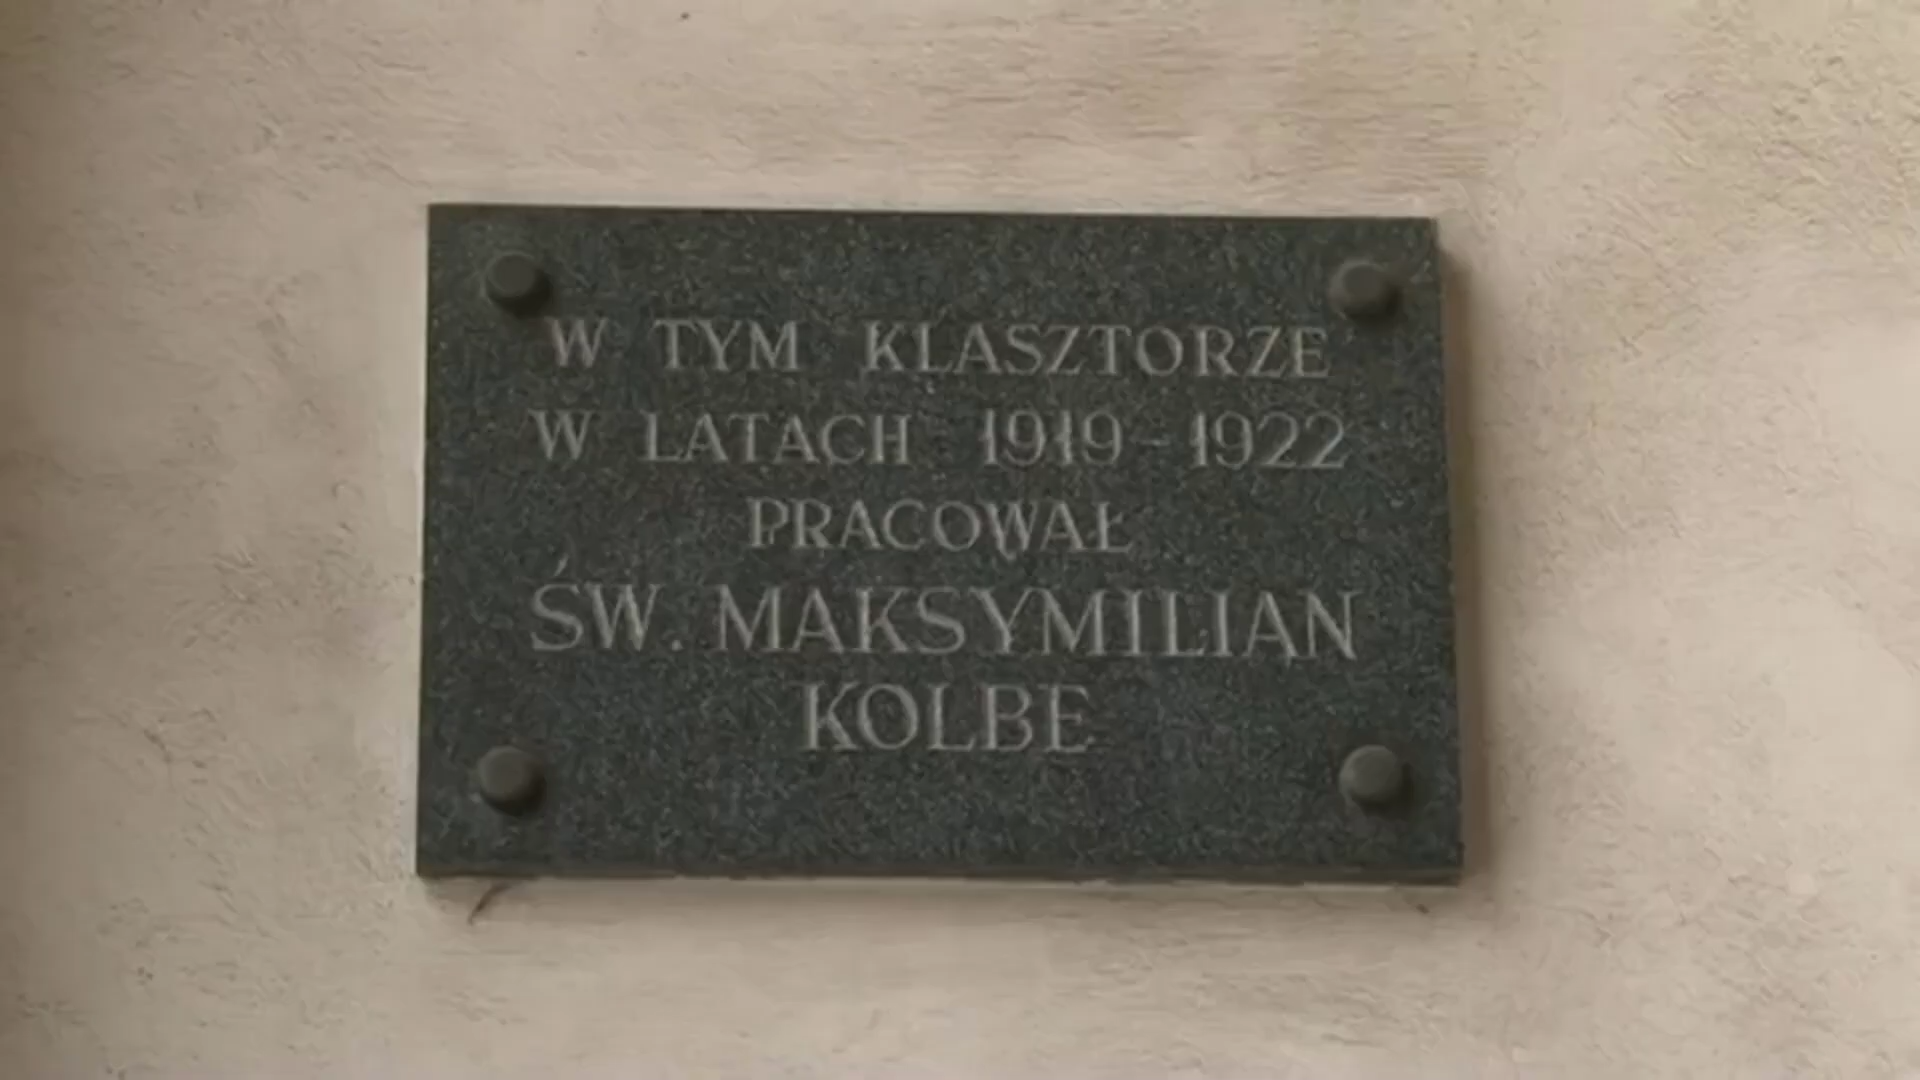 W TYM KLASZTORZE
W LATACH 1919-1922
PRACOWAŁ
ŚW. MAKSYMILIAN
KOLBE